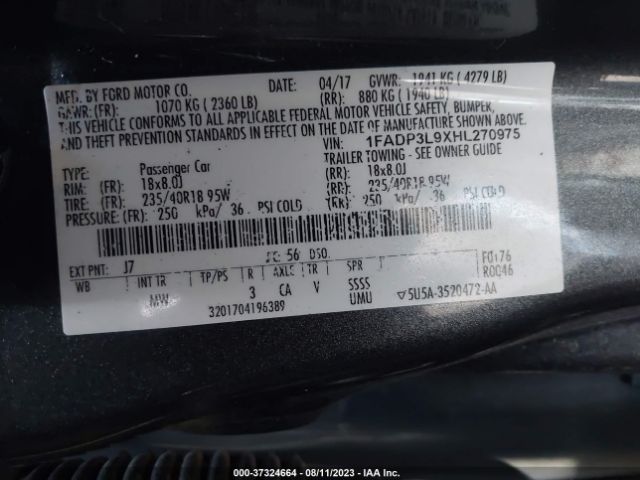 MFG. BY FORD MOTOR CO. DATE: 04/17 GVWR: 1941 KG ( 4279 LB)
GAWR: (FR): 1070 KG ( 2360 LB) (RR): 880 KG ( 1940 LB)
THIS VEHICLE CONFORMS TO ALL APPLICABLE FEDERAL MOTOR VEHICLE SAFETY, BUMPER,
AND THEFT PREVENTION STANDARDS IN EFFECT ON THE DATE OF MANUFACTURE SHOWN ABOVE.
VIN: 1FADP3L9XHL270975
TYPE: Passenger Car TRAILER TOWING - SEE OWNER GUIDE
RIM: (FR): 18x8.0J (RR): 18x8.0J
TIRE: (FR): 235/40R18 95W (RR): 235/40R18 95W
PRESSURE: (FR) 250 kPa/ 36 PSI COLD (RR) 250 kPa/ 36 PSI COLD
EXT PNT: J7 RC: 56 DSO: F0176
WB INT TR TP/PS R AXLE TR SPR R0046
MW 3 CA V SSSS
3201704196389 UMU ▽5U5A-3520472-AA
000-37324664 - 08/11/2023 - IAA Inc.